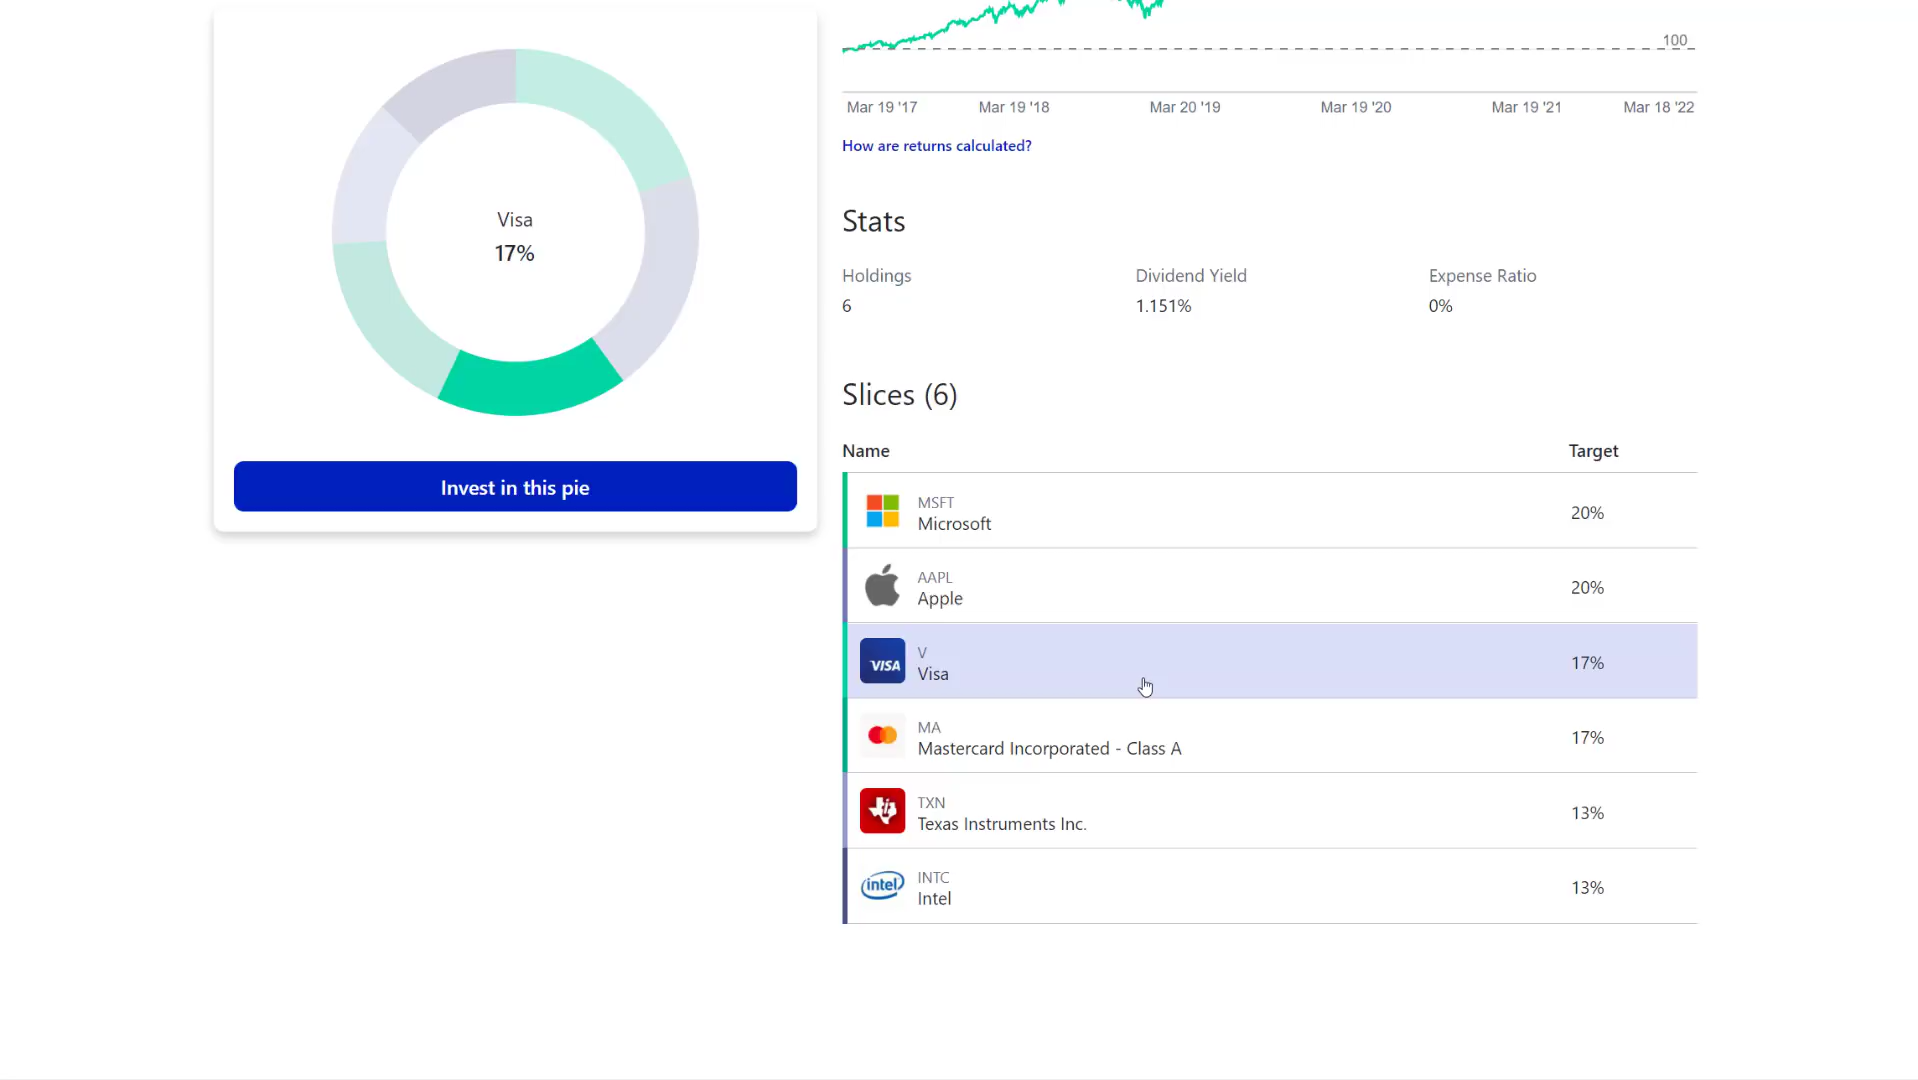 Visa
17%
Invest in this pie
100
Mar 19 '17 Mar 19 '18 Mar 20 '19 Mar 19 '20 Mar 19 '21 Mar 18 '22
How are returns calculated?
Stats
Holdings Dividend Yield Expense Ratio
6 1.151% 0%
Slices (6)
Name Target
MSFT
Microsoft 20%
AAPL
Apple 20%
VISA
V
Visa 17%
MA
Mastercard Incorporated - Class A 17%
TXN
Texas Instruments Inc. 13%
intel
INTC
Intel 13%